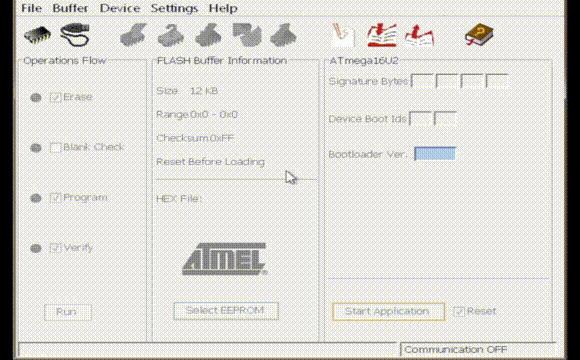 File Buffer Device Settings Help
Operations Flow
Erase
Blank Check
Program
Verify
Run
FLASH Buffer Information
Size 12 KB
Range 0x0 - 0x0
Checksum 0xFF
Reset Before Loading
HEX File:
ATMEL
Select EEPROM
ATmega16U2
Signature Bytes
Device Boot Ids
Bootloader Ver.
Start Application
Reset
Communication OFF